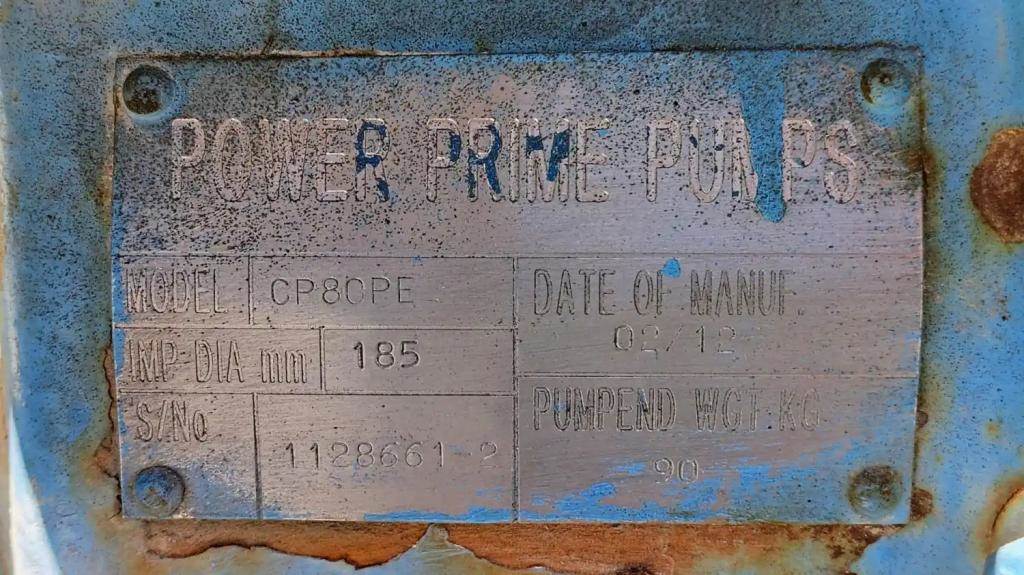 POWER PRIME PUMPS
MODEL CP80PE
IMP-DIA mm 185
S/No 1128661-2
DATE OF MANUF.
02/12
PUMPEND WGT KG
90